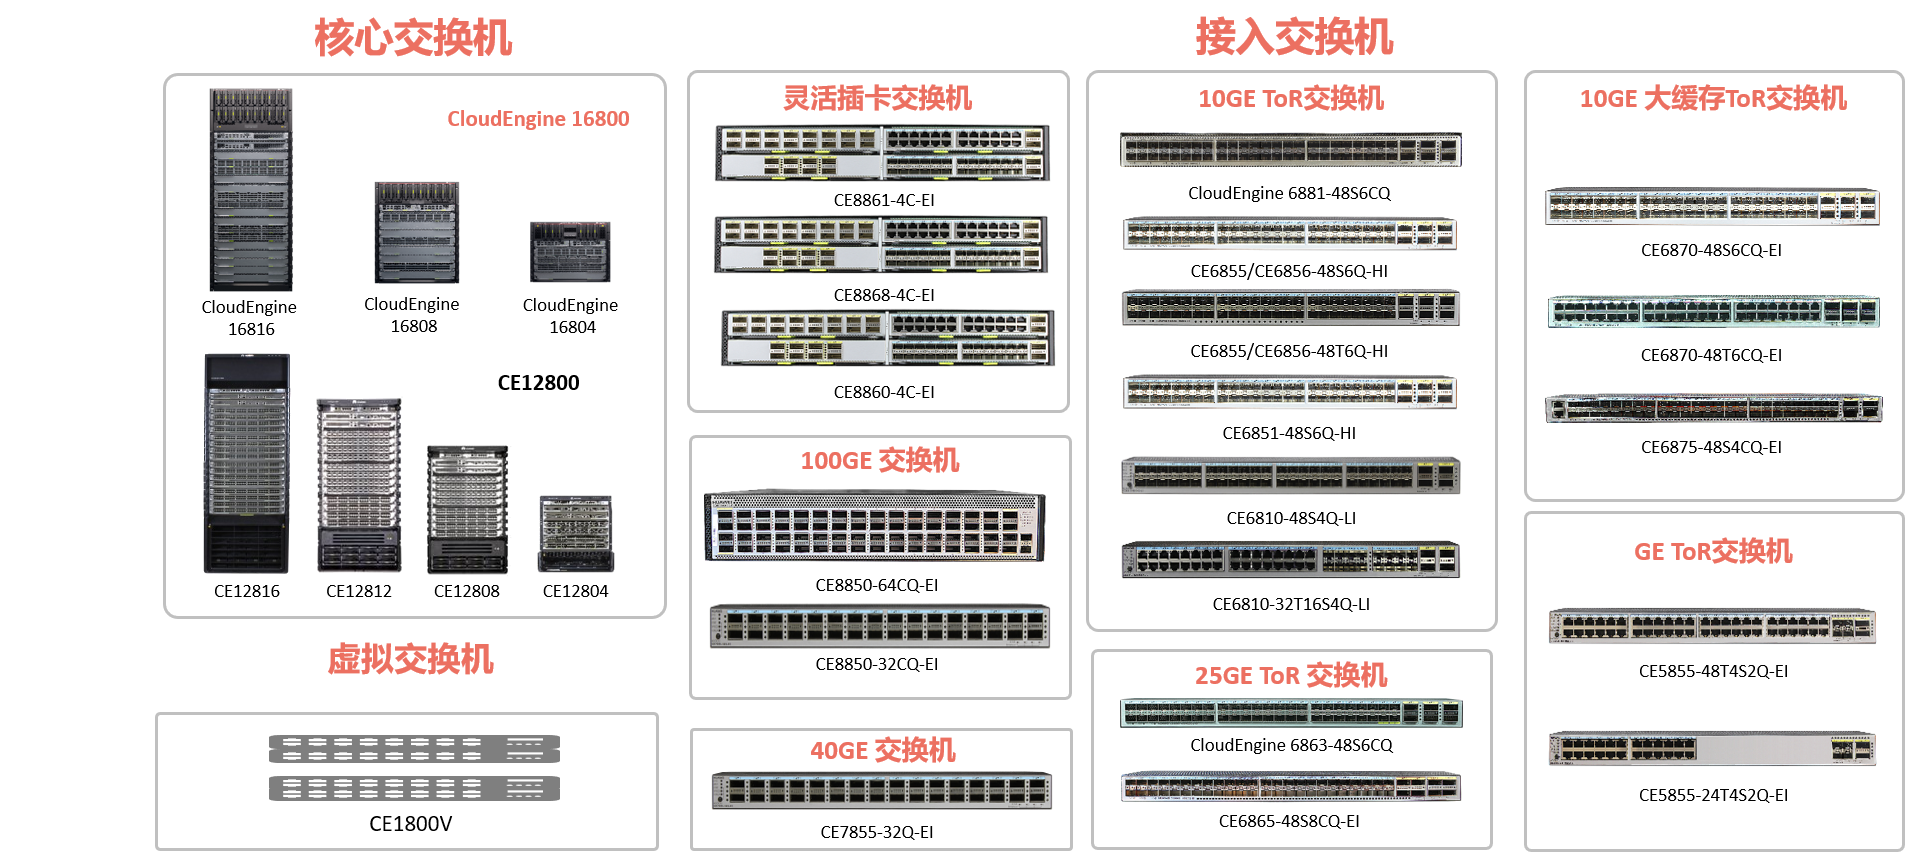 核心交换机
CloudEngine 16800
CloudEngine
16816
CloudEngine
16808
CloudEngine
16804
CE12800
CE12816
CE12812
CE12808
CE12804
虚拟交换机
CE1800V
灵活插卡交换机
CE8861-4C-EI
CE8868-4C-EI
CE8860-4C-EI
100GE 交换机
CE8850-64CQ-EI
CE8850-32CQ-EI
40GE 交换机
CE7855-32Q-EI
接入交换机
10GE ToR交换机
CloudEngine 6881-48S6CQ
CE6855/CE6856-48S6Q-HI
CE6855/CE6856-48T6Q-HI
CE6851-48S6Q-HI
CE6810-48S4Q-LI
CE6810-32T16S4Q-LI
25GE ToR 交换机
CloudEngine 6863-48S6CQ
CE6865-48S8CQ-EI
10GE 大缓存ToR交换机
CE6870-48S6CQ-EI
CE6870-48T6CQ-EI
CE6875-48S4CQ-EI
GE ToR交换机
CE5855-48T4S2Q-EI
CE5855-24T4S2Q-EI